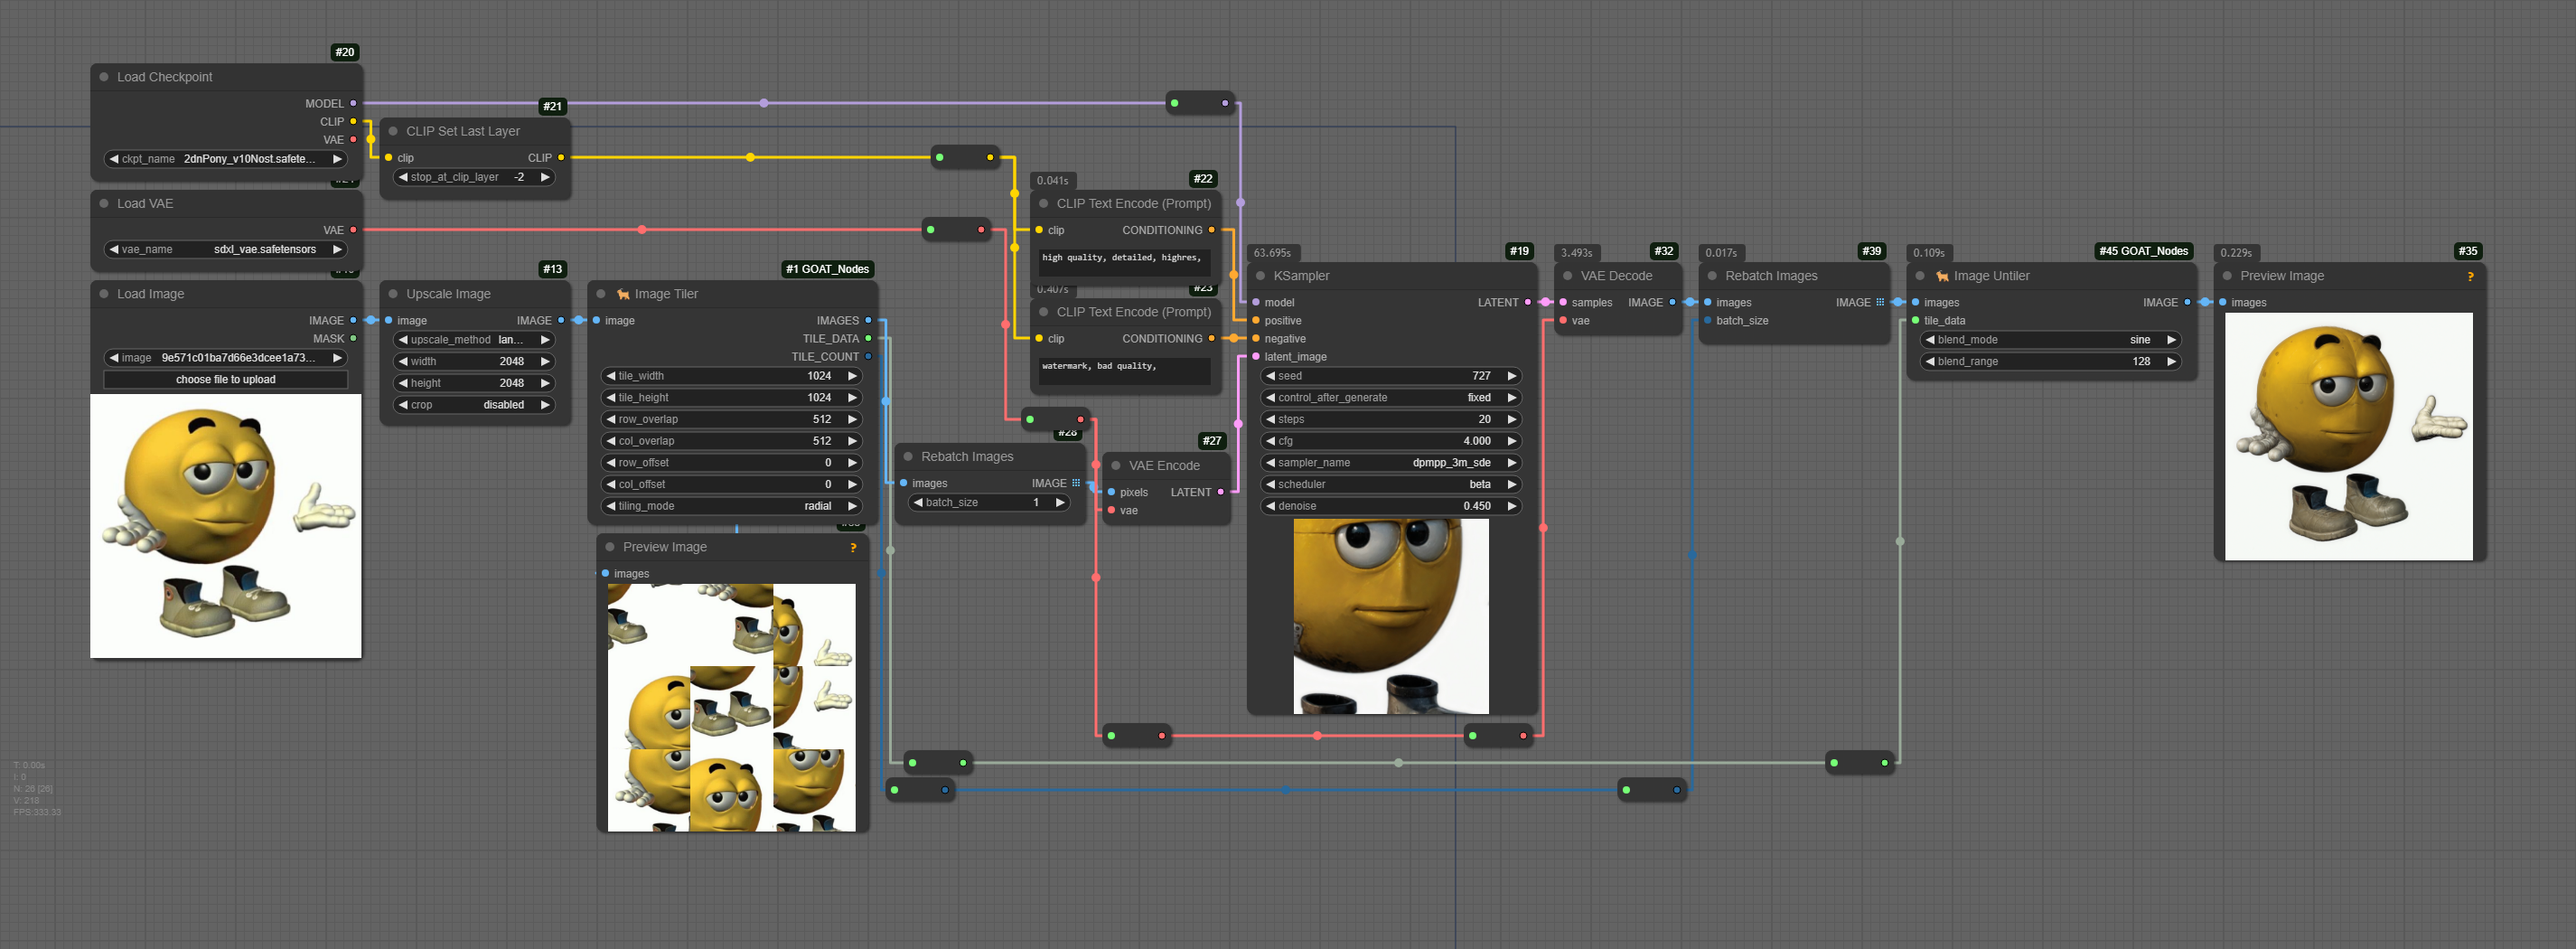 #20
Load Checkpoint
MODEL
CLIP
VAE
ckpt_name 2dnPony_v10Nost.safete...
#21
CLIP Set Last Layer
clip CLIP
stop_at_clip_layer -2
Load VAE
VAE
vae_name sdxl_vae.safetensors
Load Image
IMAGE
MASK
image 9e571c01ba7d66e3dcee1a73...
choose file to upload
#13
Upscale Image
image IMAGE
upscale_method lan...
width 2048
height 2048
crop disabled
#1 GOAT_Nodes
Image Tiler
image IMAGES
TILE_DATA
TILE_COUNT
tile_width 1024
tile_height 1024
row_overlap 512
col_overlap 512
row_offset 0
col_offset 0
tiling_mode radial
Preview Image ?
images
#28
Rebatch Images
images IMAGE
batch_size 1
0.041s #22
CLIP Text Encode (Prompt)
clip CONDITIONING
high quality, detailed, highres,
0.407s #23
CLIP Text Encode (Prompt)
clip CONDITIONING
watermark, bad quality,
#27
VAE Encode
pixels LATENT
vae
63.695s #19
KSampler
model LATENT
positive
negative
latent_image
seed 727
control_after_generate fixed
steps 20
cfg 4.000
sampler_name dpmpp_3m_sde
scheduler beta
denoise 0.450
3.493s #32
VAE Decode
samples IMAGE
vae
0.017s #39
Rebatch Images
images IMAGE
batch_size
0.109s #45 GOAT_Nodes
Image Untiler
images IMAGE
tile_data
blend_mode sine
blend_range 128
0.229s #35
Preview Image ?
images
T: 0.00s
I: 0
N: 26 [26]
V: 218
FPS:333.33